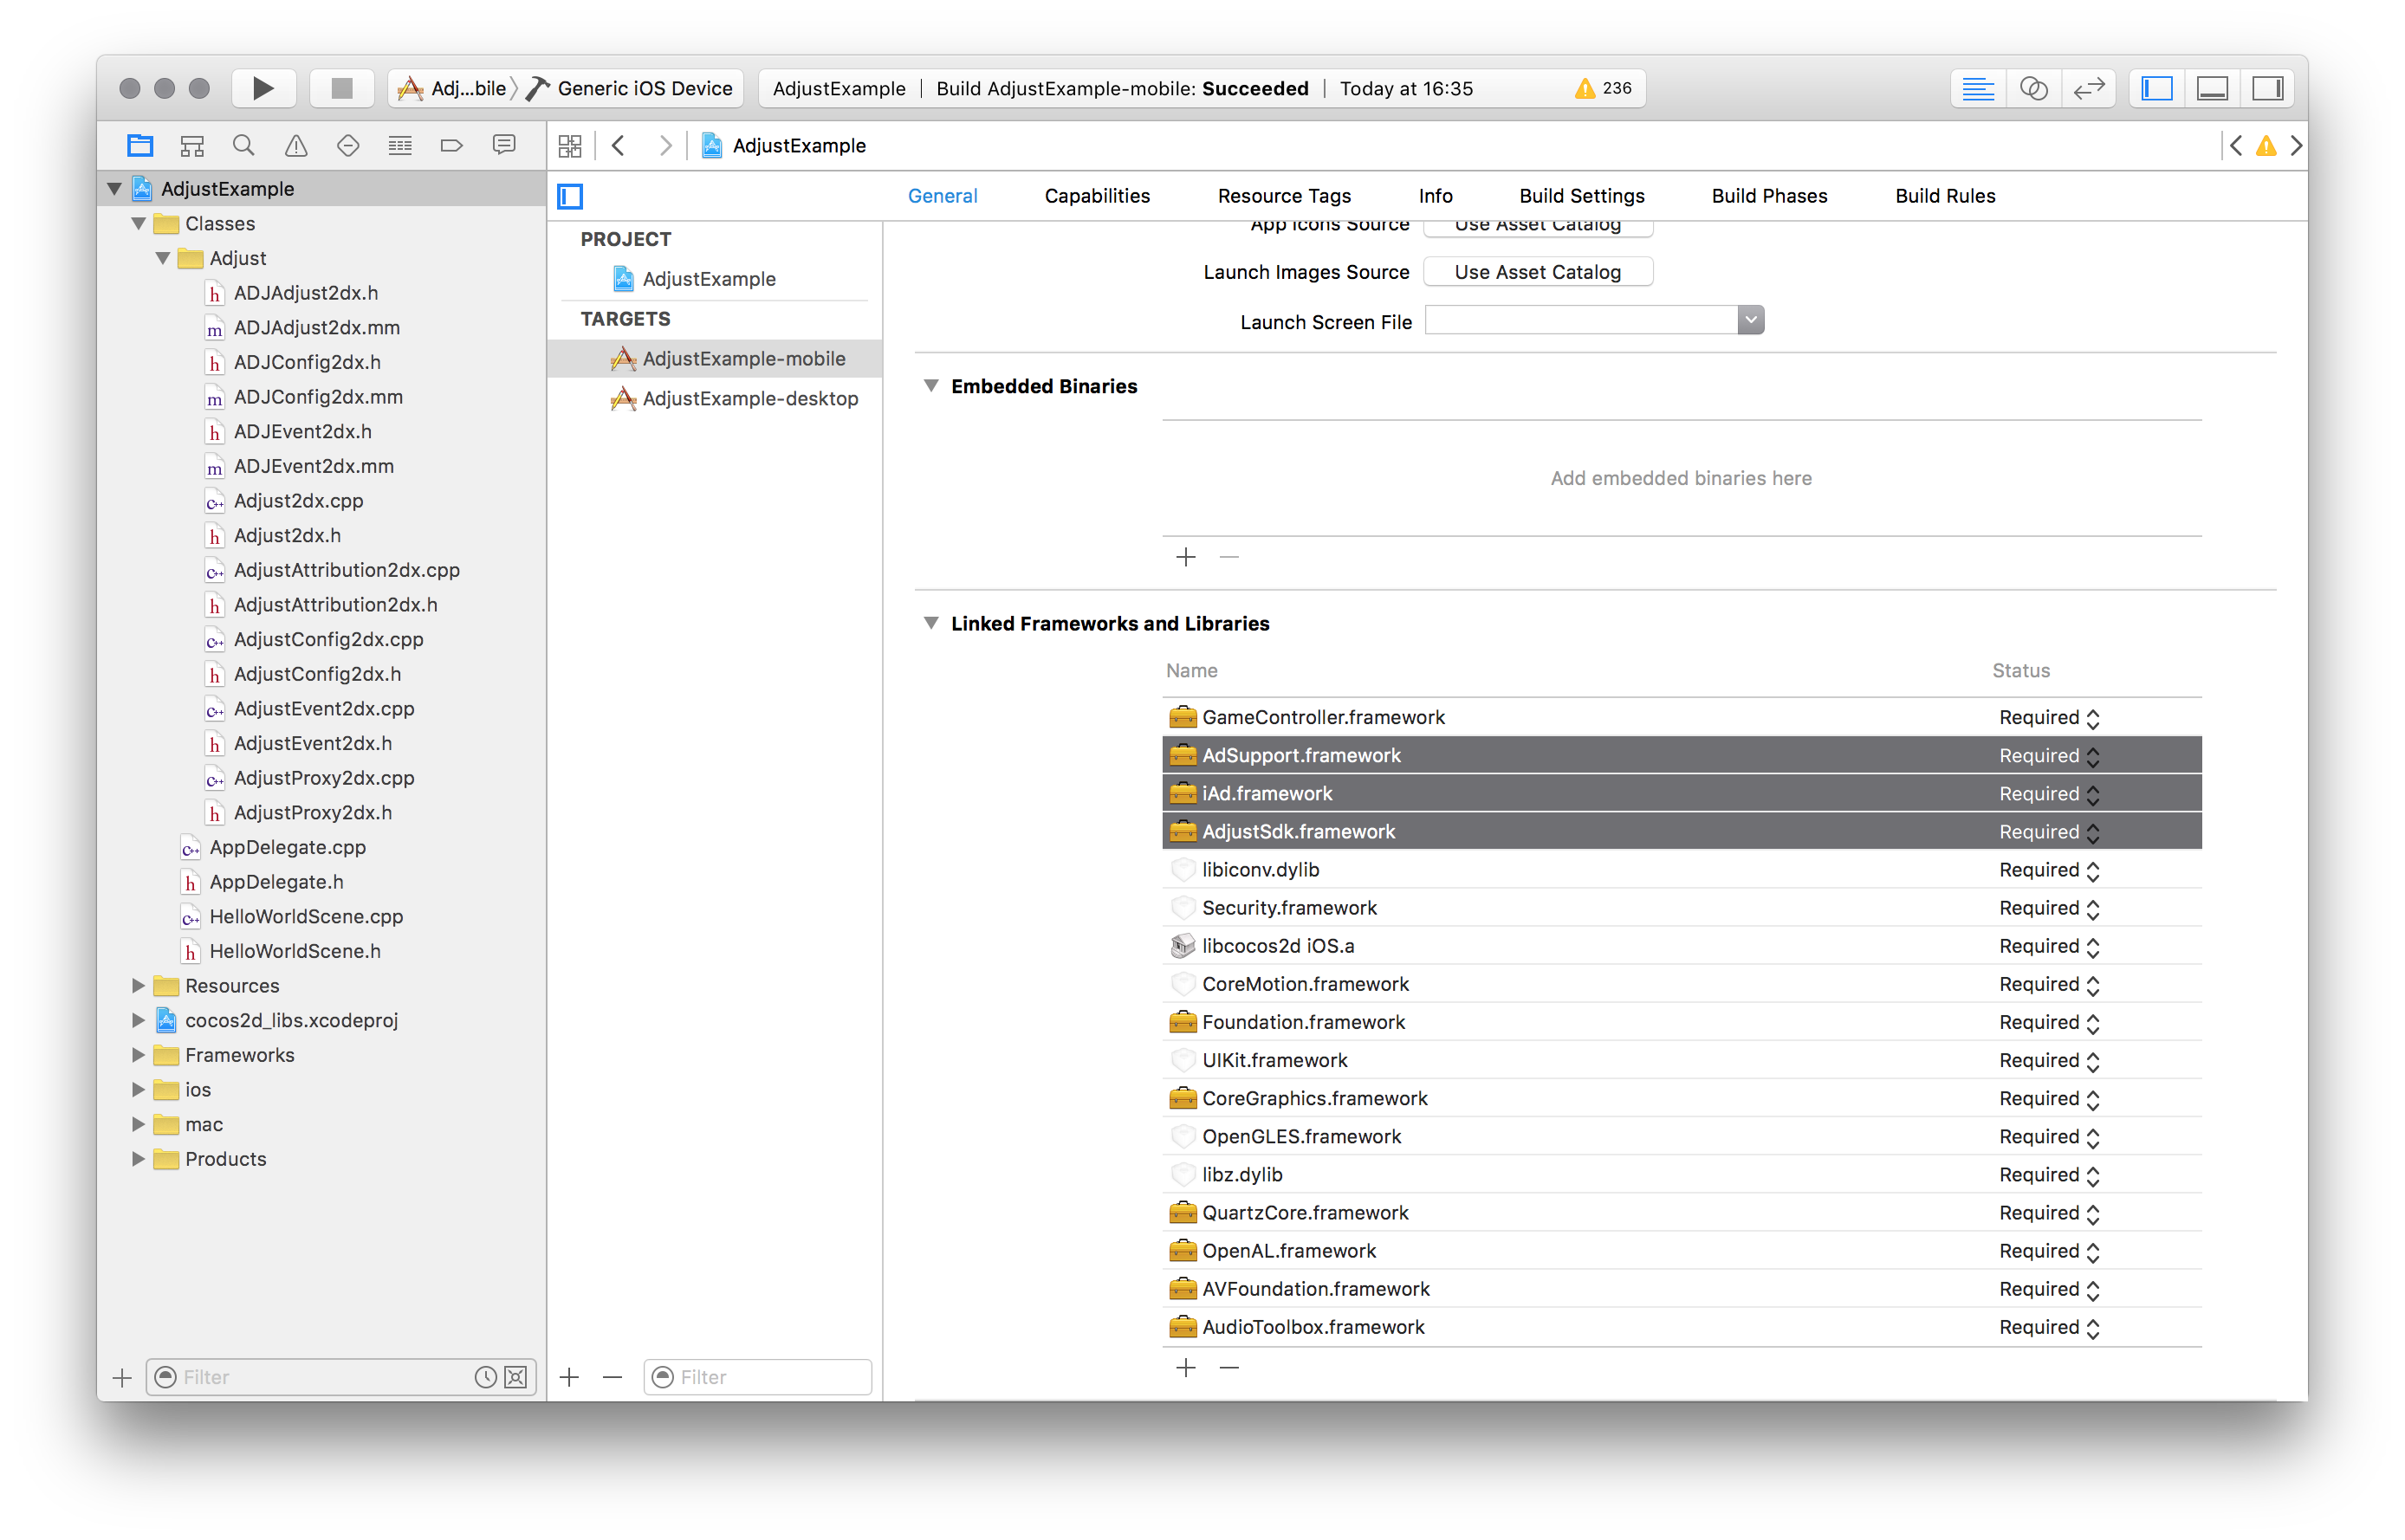 Adj...bile Generic iOS Device AdjustExample | Build AdjustExample-mobile: Succeeded | Today at 16:35 236
AdjustExample
AdjustExample
Classes
Adjust
ADJAdjust2dx.h
ADJAdjust2dx.mm
ADJConfig2dx.h
ADJConfig2dx.mm
ADJEvent2dx.h
ADJEvent2dx.mm
Adjust2dx.cpp
Adjust2dx.h
AdjustAttribution2dx.cpp
AdjustAttribution2dx.h
AdjustConfig2dx.cpp
AdjustConfig2dx.h
AdjustEvent2dx.cpp
AdjustEvent2dx.h
AdjustProxy2dx.cpp
AdjustProxy2dx.h
AppDelegate.cpp
AppDelegate.h
HelloWorldScene.cpp
HelloWorldScene.h
Resources
cocos2d_libs.xcodeproj
Frameworks
ios
mac
Products
Filter
General Capabilities Resource Tags Info Build Settings Build Phases Build Rules
PROJECT
AdjustExample
TARGETS
AdjustExample-mobile
AdjustExample-desktop
Filter
App Icons Source Use Asset Catalog
Launch Images Source Use Asset Catalog
Launch Screen File
Embedded Binaries
Add embedded binaries here
Linked Frameworks and Libraries
Name Status
GameController.framework Required
AdSupport.framework Required
iAd.framework Required
AdjustSdk.framework Required
libiconv.dylib Required
Security.framework Required
libcocos2d iOS.a Required
CoreMotion.framework Required
Foundation.framework Required
UIKit.framework Required
CoreGraphics.framework Required
OpenGLES.framework Required
libz.dylib Required
QuartzCore.framework Required
OpenAL.framework Required
AVFoundation.framework Required
AudioToolbox.framework Required